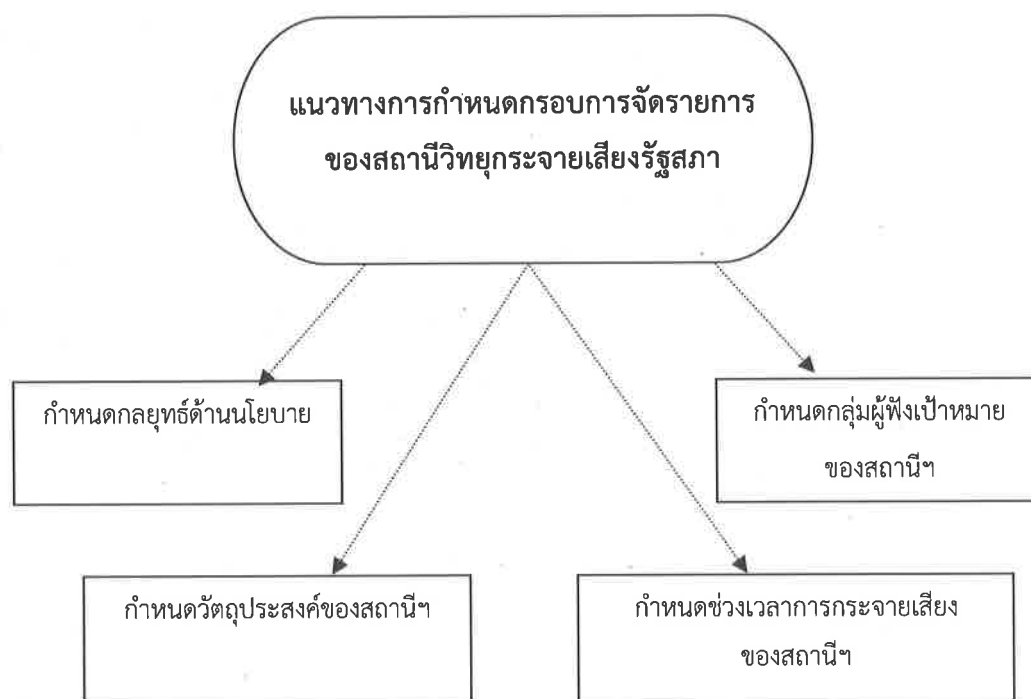 แนวทางการกำหนดกรอบการจัดรายการ
ของสถานีวิทยุกระจายเสียงรัฐสภา
กำหนดกลยุทธ์ด้านนโยบาย
กำหนดกลุ่มผู้ฟังเป้าหมาย
ของสถานีฯ
กำหนดวัตถุประสงค์ของสถานีฯ
กำหนดช่วงเวลาการกระจายเสียง
ของสถานีฯ